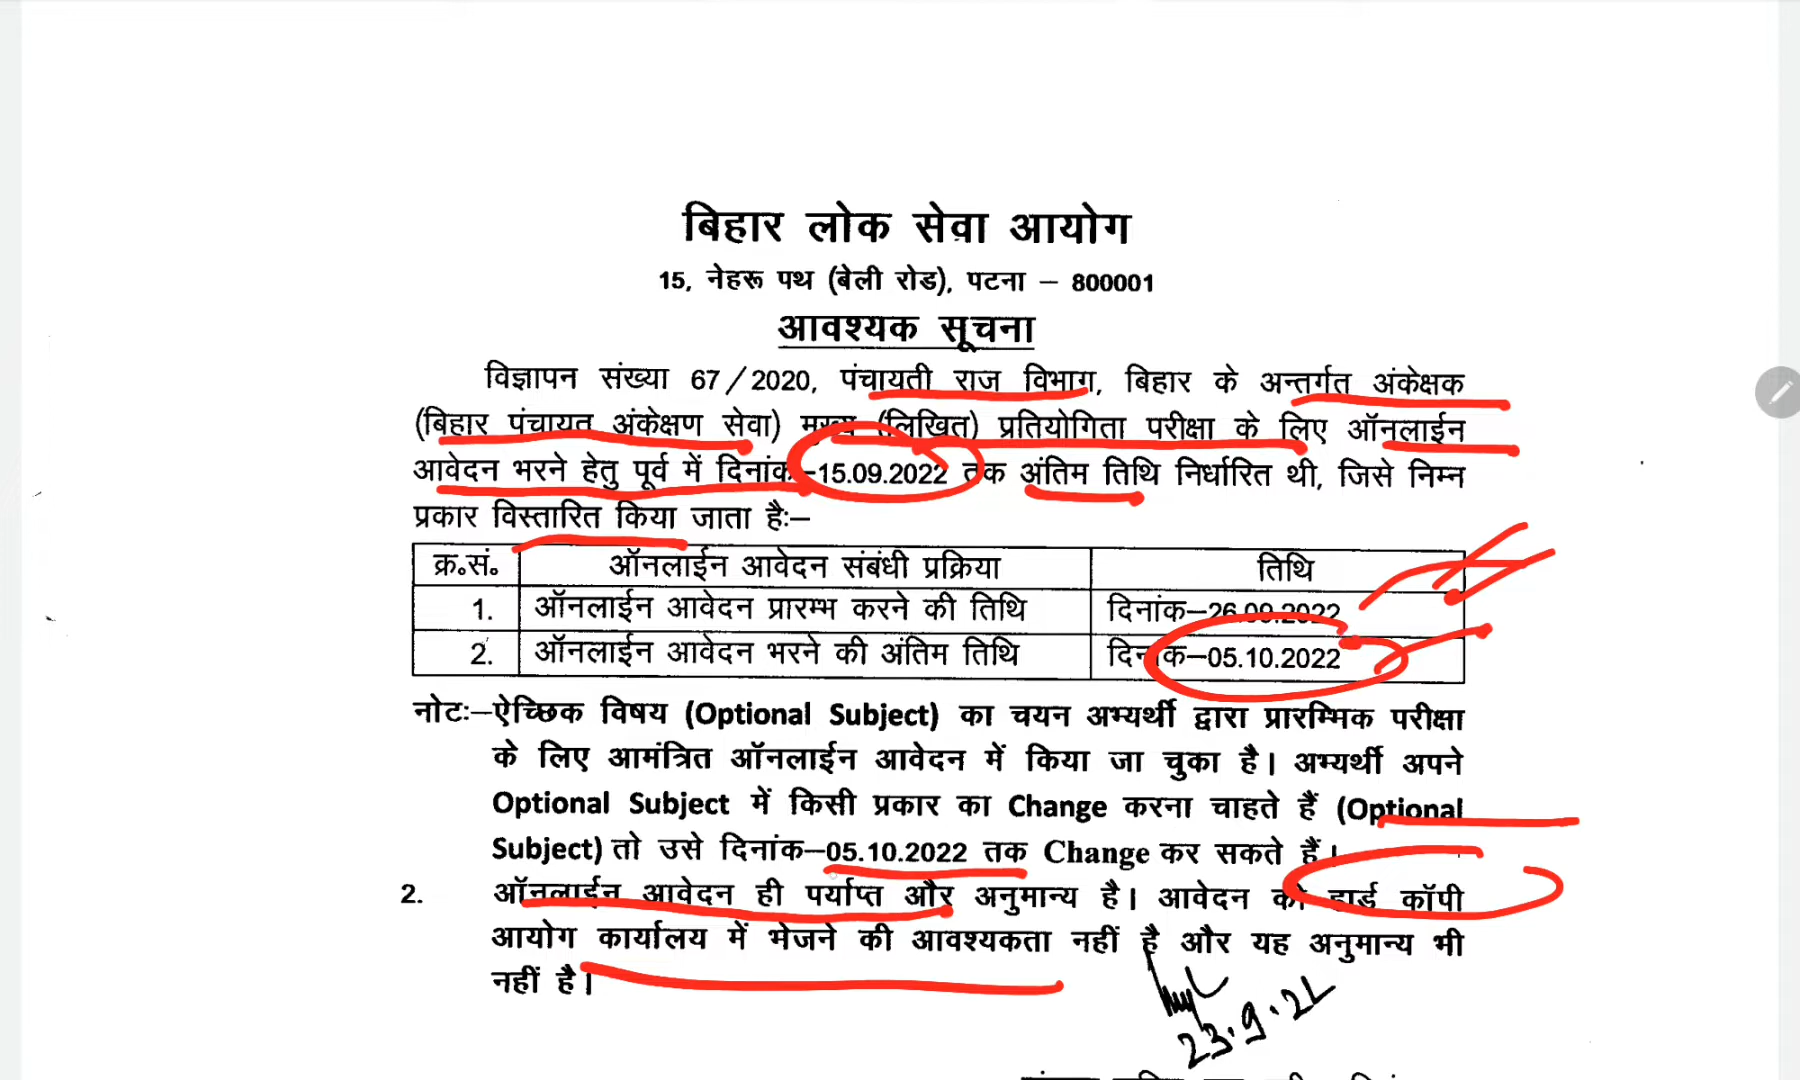 बिहार लोक सेवा आयोग
15, नेहरू पथ (बेली रोड), पटना – 800001
आवश्यक सूचना
विज्ञापन संख्या 67/2020, पंचायती राज विभाग, बिहार के अन्तर्गत अंकेक्षक
(बिहार पंचायत अंकेक्षण सेवा) मुख्य (लिखित) प्रतियोगिता परीक्षा के लिए ऑनलाईन
आवेदन भरने हेतु पूर्व में दिनांक–15.09.2022 तक अंतिम तिथि निर्धारित थी, जिसे निम्न
प्रकार विस्तारित किया जाता हैः–
क्र.सं. ऑनलाईन आवेदन संबंधी प्रक्रिया तिथि
1. ऑनलाईन आवेदन प्रारम्भ करने की तिथि दिनांक–26.09.2022
2. ऑनलाईन आवेदन भरने की अंतिम तिथि दिनांक–05.10.2022
नोटः–ऐच्छिक विषय (Optional Subject) का चयन अभ्यर्थी द्वारा प्रारम्भिक परीक्षा
के लिए आमंत्रित ऑनलाईन आवेदन में किया जा चुका है। अभ्यर्थी अपने
Optional Subject में किसी प्रकार का Change करना चाहते हैं (Optional
Subject) तो उसे दिनांक–05.10.2022 तक Change कर सकते हैं।
2. ऑनलाईन आवेदन ही पर्याप्त और अनुमान्य है। आवेदन की हार्ड कॉपी
आयोग कार्यालय में भेजने की आवश्यकता नहीं है और यह अनुमान्य भी
नहीं है।
23.9.22